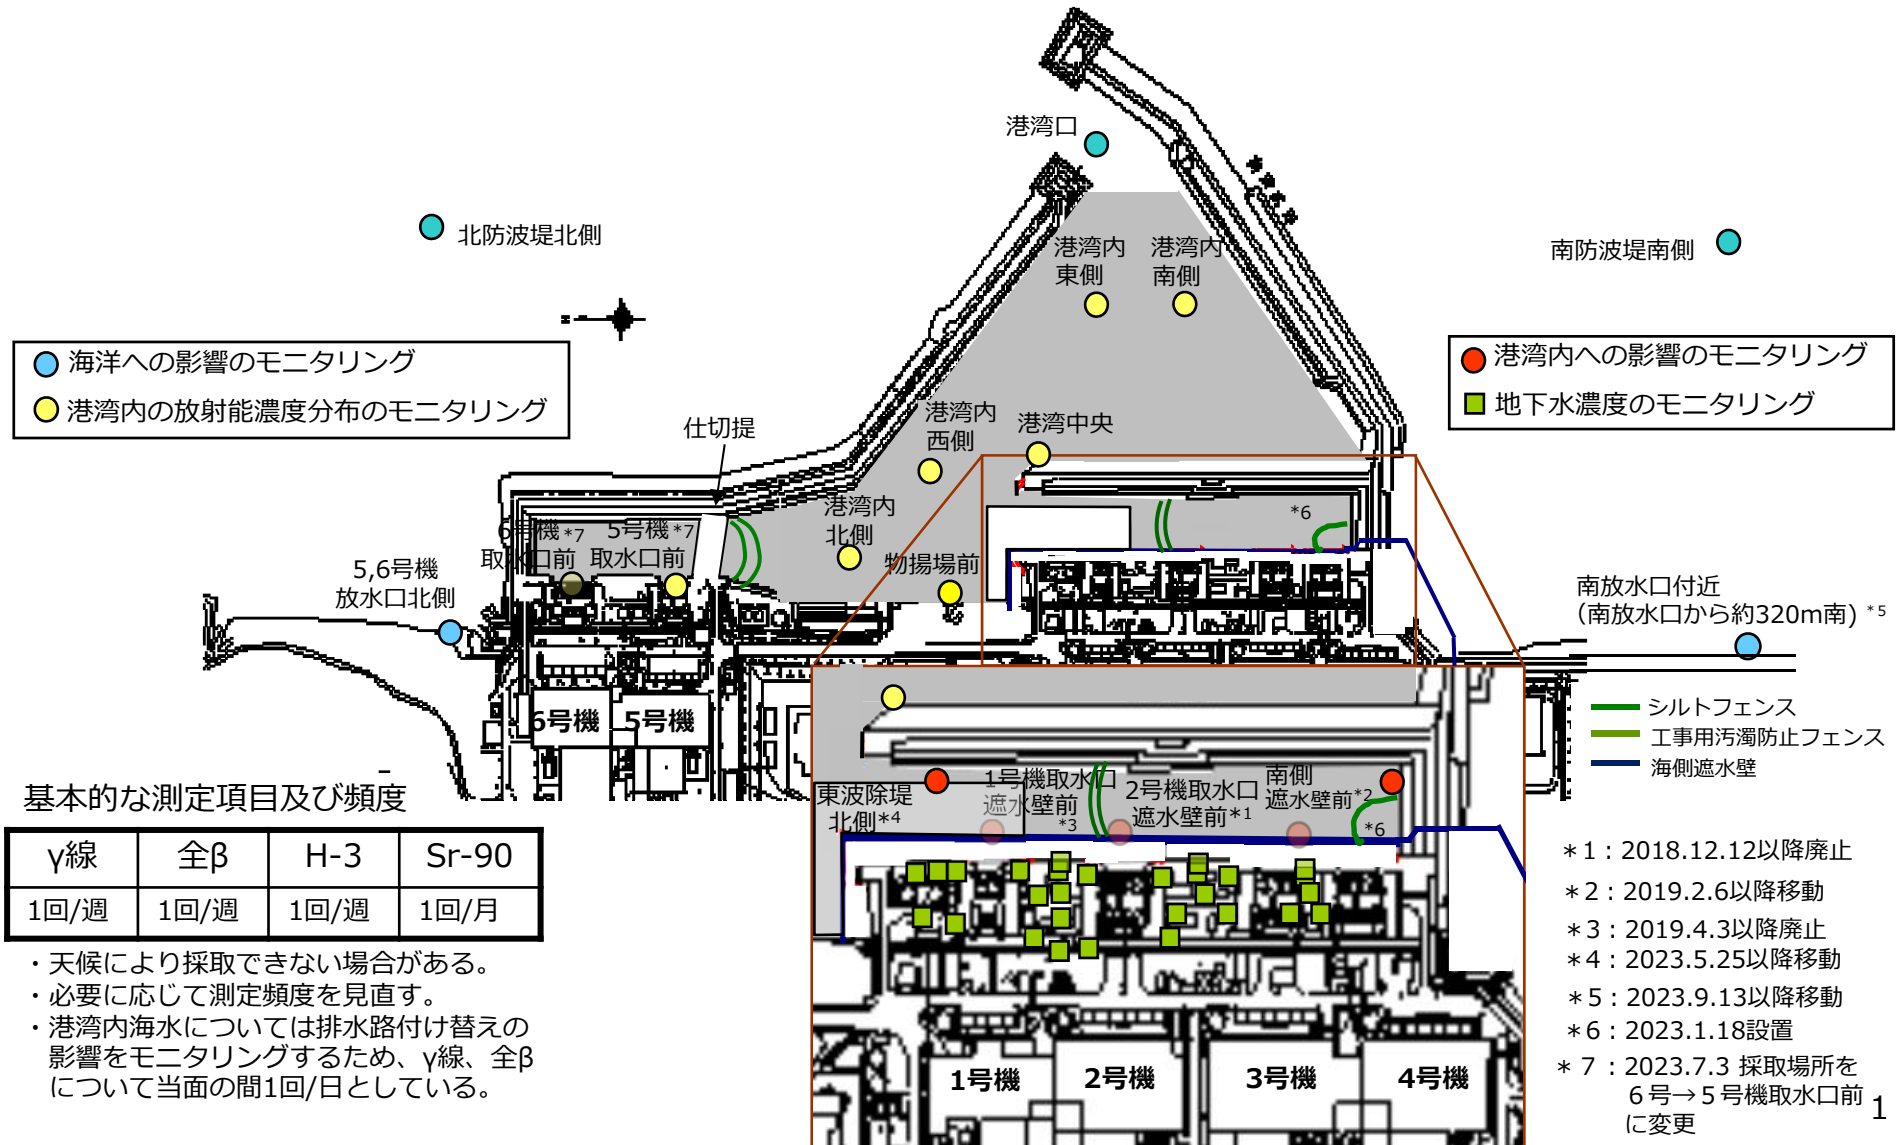 港湾口
北防波堤北側
南防波堤南側
港湾内
東側
港湾内
南側
海洋への影響のモニタリング
港湾内の放射能濃度分布のモニタリング
港湾内への影響のモニタリング
地下水濃度のモニタリング
仕切提
港湾内
西側
港湾中央
港湾内
北側
物揚場前
6号機*7
取水口前
5号機*7
取水口前
*6
5,6号機
放水口北側
南放水口付近
(南放水口から約320m南) *5
6号機
5号機
シルトフェンス
工事用汚濁防止フェンス
海側遮水壁
東波除堤
北側*4
1号機取水口
遮水壁前
*3
2号機取水口
遮水壁前*1
南側
遮水壁前*2
*6
1号機
2号機
3号機
4号機
基本的な測定項目及び頻度
γ線 全β H-3 Sr-90
1回/週 1回/週 1回/週 1回/月
・天候により採取できない場合がある。
・必要に応じて測定頻度を見直す。
・港湾内海水については排水路付け替えの
影響をモニタリングするため、γ線、全β
について当面の間1回/日としている。
*1:2018.12.12以降廃止
*2:2019.2.6以降移動
*3:2019.4.3以降廃止
*4:2023.5.25以降移動
*5:2023.9.13以降移動
*6:2023.1.18設置
*7:2023.7.3 採取場所を
6号→5号機取水口前
に変更
1